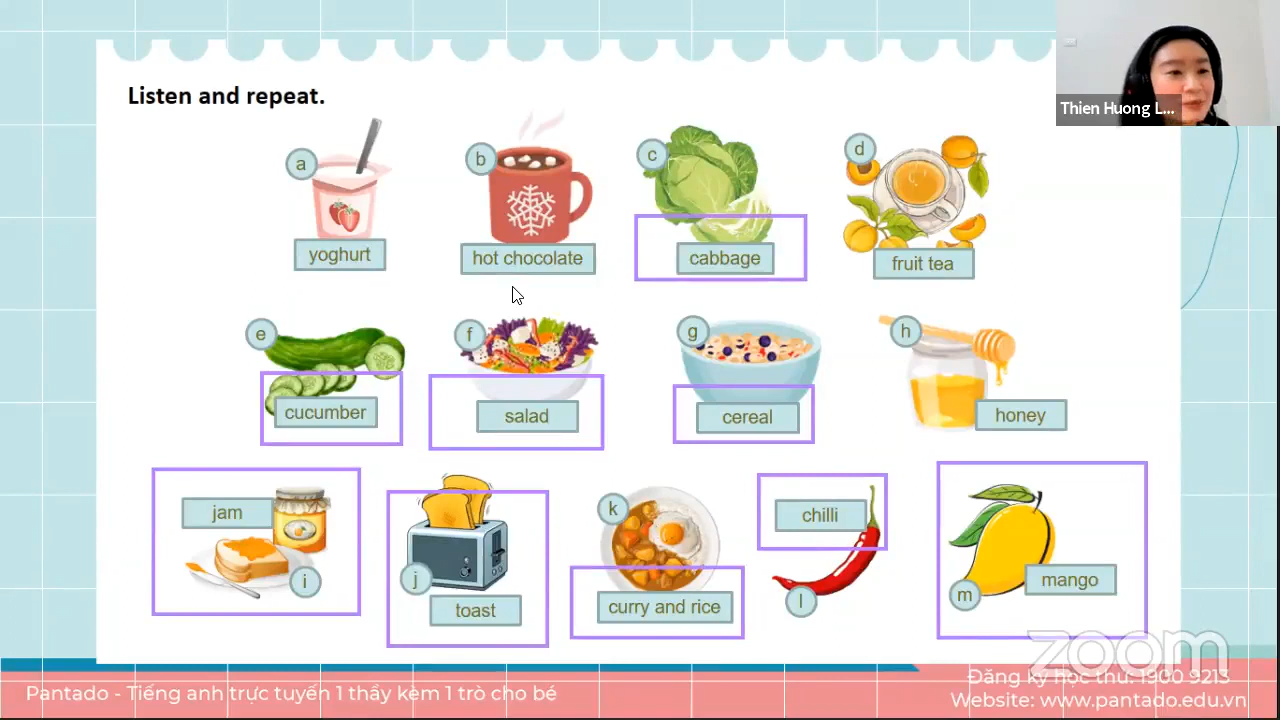 Thien Huong L...
Listen and repeat.
a
b
c
d
yoghurt
hot chocolate
cabbage
fruit tea
e
f
g
h
cucumber
salad
cereal
honey
jam
i
j
toast
k
curry and rice
chilli
l
m
mango
zoom
Pantado - Tiếng anh trực tuyến 1 thầy kèm 1 trò cho bé
Đăng ký học thử: 1900 9213
Website: www.pantado.edu.vn